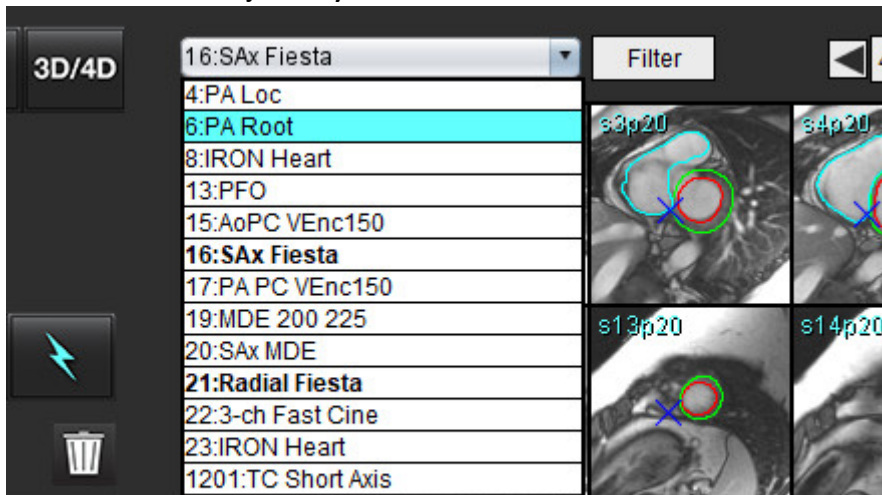 3D/4D
16:SAx Fiesta
Filter
4:PA Loc
6:PA Root
8:IRON Heart
13:PFO
15:AoPC VEnc150
16:SAx Fiesta
17:PA PC VEnc150
19:MDE 200 225
20:SAx MDE
21:Radial Fiesta
22:3-ch Fast Cine
23:IRON Heart
1201:TC Short Axis
s3p20
s4p20
s13p20
s14p20